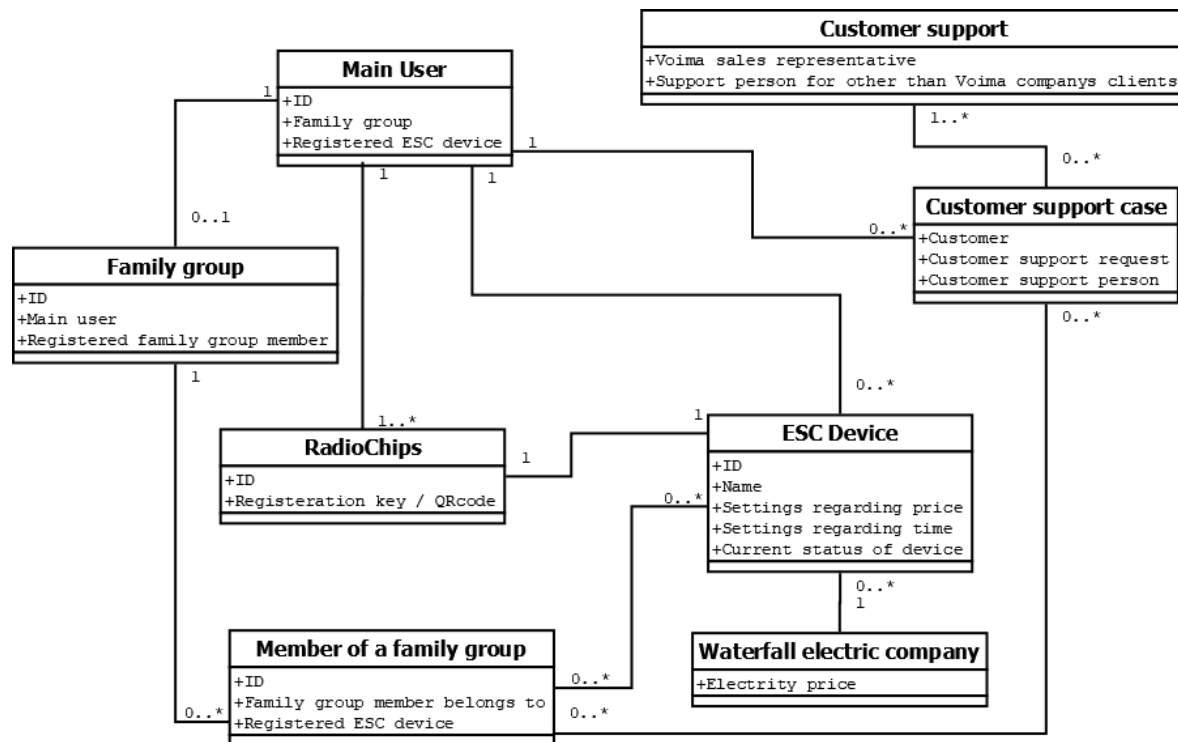 Customer support
+Voima sales representative
+Support person for other than Voima companys clients
Main User
+ID
+Family group
+Registered ESC device
1
1
1
1
1..*
0..*
0..1
0..*
Customer support case
+Customer
+Customer support request
+Customer support person
0..*
Family group
+ID
+Main user
+Registered family group member
1
0..*
1..*
1
1
RadioChips
+ID
+Registeration key / QRcode
ESC Device
+ID
+Name
+Settings regarding price
+Settings regarding time
+Current status of device
0..*
0..*
1
Member of a family group
+ID
+Family group member belongs to
+Registered ESC device
0..*
0..*
0..*
Waterfall electric company
+Electrity price